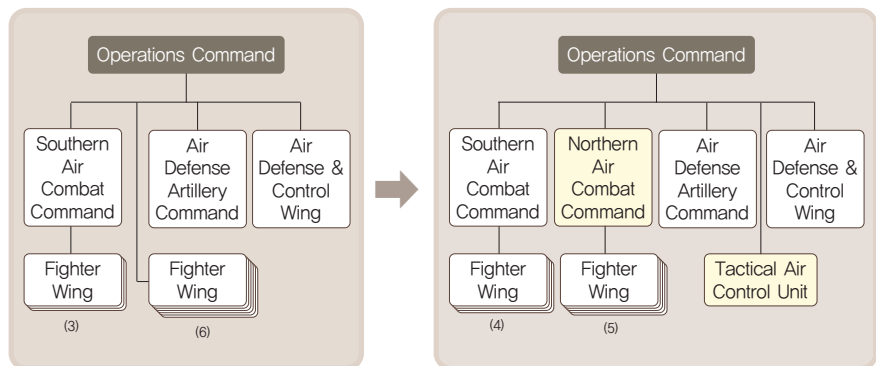 Operations Command
Southern
Air
Combat
Command
Air
Defense
Artillery
Command
Air
Defense &
Control
Wing
Fighter
Wing
(3)
Fighter
Wing
(6)
Operations Command
Southern
Air
Combat
Command
Northern
Air
Combat
Command
Air
Defense
Artillery
Command
Air
Defense &
Control
Wing
Fighter
Wing
(4)
Fighter
Wing
(5)
Tactical Air
Control Unit